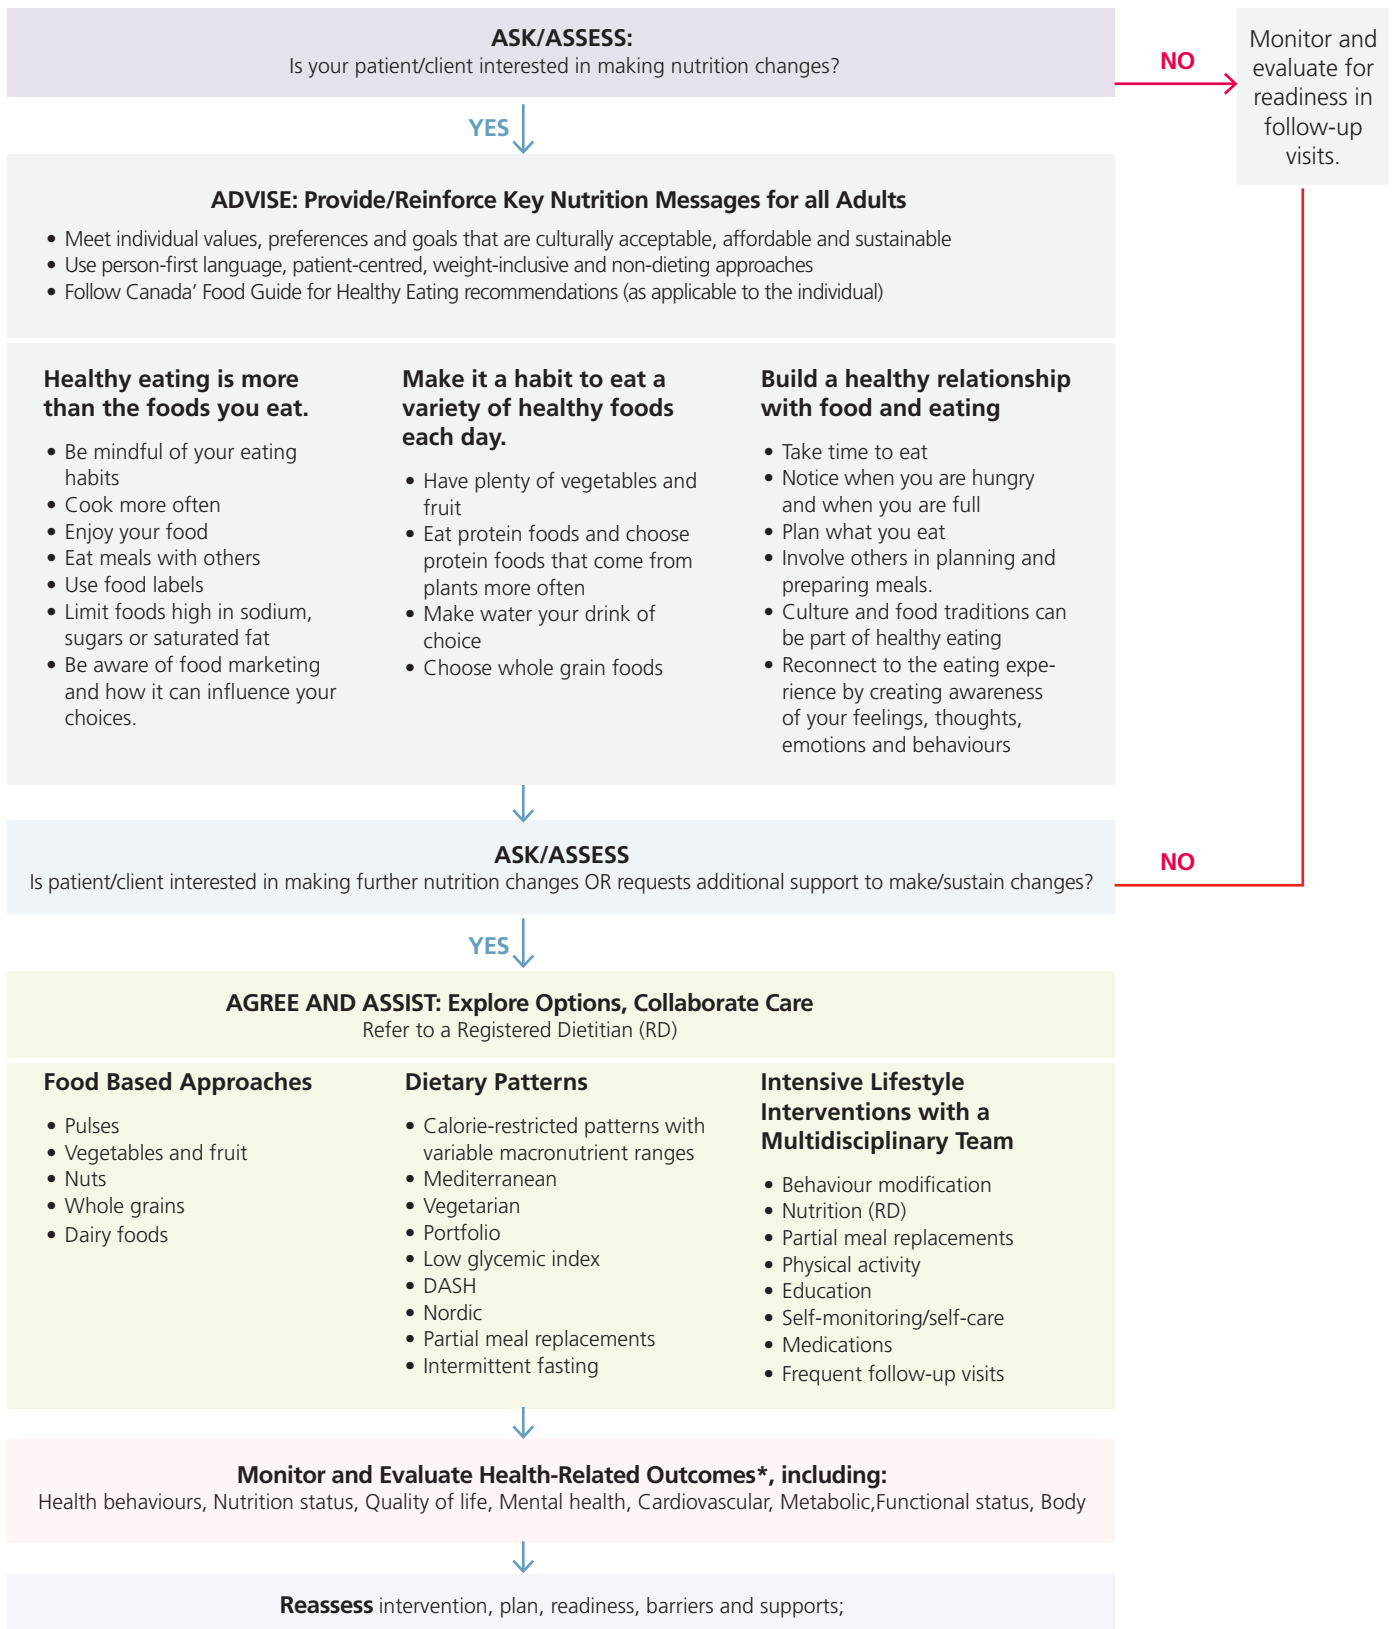 ASK/ASSESS:
Is your patient/client interested in making nutrition changes?
NO
Monitor and
evaluate for
readiness in
follow-up
visits.
YES
ADVISE: Provide/Reinforce Key Nutrition Messages for all Adults
• Meet individual values, preferences and goals that are culturally acceptable, affordable and sustainable
• Use person-first language, patient-centred, weight-inclusive and non-dieting approaches
• Follow Canada’ Food Guide for Healthy Eating recommendations (as applicable to the individual)
Healthy eating is more
than the foods you eat.
• Be mindful of your eating
habits
• Cook more often
• Enjoy your food
• Eat meals with others
• Use food labels
• Limit foods high in sodium,
sugars or saturated fat
• Be aware of food marketing
and how it can influence your
choices.
Make it a habit to eat a
variety of healthy foods
each day.
• Have plenty of vegetables and
fruit
• Eat protein foods and choose
protein foods that come from
plants more often
• Make water your drink of
choice
• Choose whole grain foods
Build a healthy relationship
with food and eating
• Take time to eat
• Notice when you are hungry
and when you are full
• Plan what you eat
• Involve others in planning and
preparing meals.
• Culture and food traditions can
be part of healthy eating
• Reconnect to the eating expe-
rience by creating awareness
of your feelings, thoughts,
emotions and behaviours
ASK/ASSESS
Is patient/client interested in making further nutrition changes OR requests additional support to make/sustain changes?
NO
YES
AGREE AND ASSIST: Explore Options, Collaborate Care
Refer to a Registered Dietitian (RD)
Food Based Approaches
• Pulses
• Vegetables and fruit
• Nuts
• Whole grains
• Dairy foods
Dietary Patterns
• Calorie-restricted patterns with
variable macronutrient ranges
• Mediterranean
• Vegetarian
• Portfolio
• Low glycemic index
• DASH
• Nordic
• Partial meal replacements
• Intermittent fasting
Intensive Lifestyle
Interventions with a
Multidisciplinary Team
• Behaviour modification
• Nutrition (RD)
• Partial meal replacements
• Physical activity
• Education
• Self-monitoring/self-care
• Medications
• Frequent follow-up visits
Monitor and Evaluate Health-Related Outcomes*, including:
Health behaviours, Nutrition status, Quality of life, Mental health, Cardiovascular, Metabolic,Functional status, Body
Reassess intervention, plan, readiness, barriers and supports;